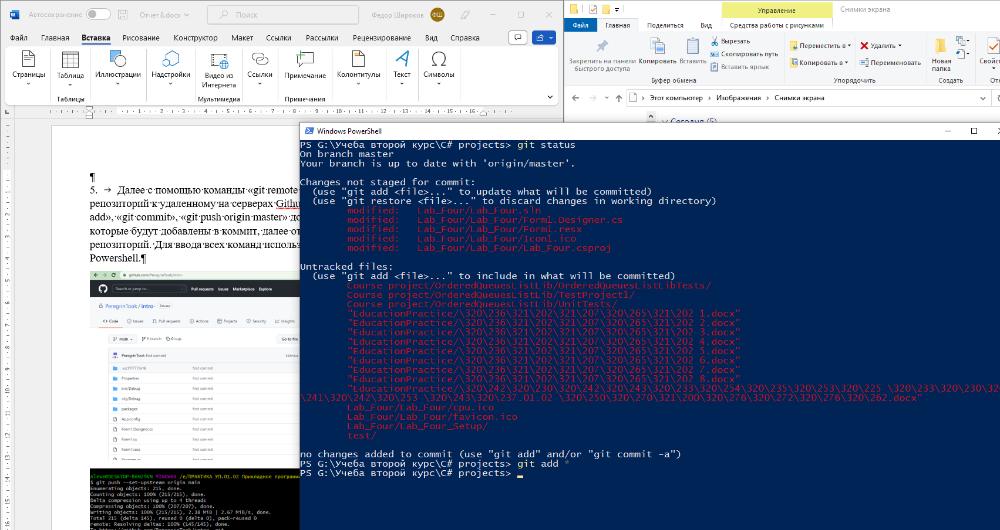 Автосохранение
Отчет 8.docx
Поиск
Федор Широков
ФШ
Файл Главная Вставка Рисование Конструктор Макет Ссылки Рассылки Рецензирование Вид Справка
Страницы
Таблица
Иллюстрации
Надстройки
Видео из Интернета
Ссылки
Примечание
Колонтитулы
Текст
Символы
Таблицы
Мультимедиа
Примечания
1 2 3 4 5 6 7 8 9 10 11 12 13 14 15 16
¶
5. → Далее·с·помощью·команды·«git·remote·
репозиторий·к·удаленному·на·серверах·Githu
add»,·«git·commit»,·«git·push·origin·master»·до
которые·будут·добавлены·в·коммит,·далее·от
репозиторий.·Для·ввода·всех·команд·использ
Powershell.¶
github.com/PeregrinTook/intro-
Search or jump to...
Pull requests Issues Marketplace Explore
PeregrinTook / intro- Private
Code Issues Pull requests Actions Projects Security Insights
main 1 branch 0 tags Go to file
PeregrinTook first commit
.vs/УП777/v16 first commit
Properties first commit
bin/Debug first commit
obj/Debug first commit
packages first commit
App.config first commit
Form1.Designer.cs first commit
Form1.cs first commit
Form1.resx first commit
Program.cs first commit
Alexe@DESKTOP-B6N29VN MINGW64 /e/ПРАКТИКА УП.01.02 Прикладное программи
$ git push --set-upstream origin main
Enumerating objects: 215, done.
Counting objects: 100% (215/215), done.
Delta compression using up to 4 threads
Compressing objects: 100% (207/207), done.
Writing objects: 100% (215/215), 2.38 MiB | 2.67 MiB/s, done.
Total 215 (delta 145), reused 0 (delta 0), pack-reused 0
remote: Resolving deltas: 100% (145/145), done.
To https://github.com/PeregrinTook/intro-.git
Управление
Снимки экрана
Файл Главная Поделиться Вид Средства работы с рисунками
Закрепить на панели быстрого доступа
Копировать
Вставить
Вырезать
Скопировать путь
Вставить ярлык
Буфер обмена
Переместить в
Копировать в
Удалить
Переименовать
Упорядочить
Новая папка
Создать
Свойст
Отк
Этот компьютер > Изображения > Снимки экрана
Сегодня (5)
Windows PowerShell
PS G:\Учеба второй курс\C# projects> git status
On branch master
Your branch is up to date with 'origin/master'.
Changes not staged for commit:
(use "git add <file>..." to update what will be committed)
(use "git restore <file>..." to discard changes in working directory)
modified: Lab_Four/Lab_Four.sln
modified: Lab_Four/Lab_Four/Form1.Designer.cs
modified: Lab_Four/Lab_Four/Form1.resx
modified: Lab_Four/Lab_Four/Icon1.ico
modified: Lab_Four/Lab_Four/Lab_Four.csproj
Untracked files:
(use "git add <file>..." to include in what will be committed)
Course project/OrderedQueuesListLib/OrderedQueuesListLibTests/
Course project/OrderedQueuesListLib/TestProject1/
Course project/OrderedQueuesListLib/UnitTests/
"EducationPractice/\320\236\321\202\321\207\320\265\321\202 1.docx"
"EducationPractice/\320\236\321\202\321\207\320\265\321\202 2.docx"
"EducationPractice/\320\236\321\202\321\207\320\265\321\202 3.docx"
"EducationPractice/\320\236\321\202\321\207\320\265\321\202 4.docx"
"EducationPractice/\320\236\321\202\321\207\320\265\321\202 5.docx"
"EducationPractice/\320\236\321\202\321\207\320\265\321\202 6.docx"
"EducationPractice/\320\236\321\202\321\207\320\265\321\202 7.docx"
"EducationPractice/\320\236\321\202\321\207\320\265\321\202 8.docx"
"EducationPractice/\320\242\320\230\320\242\320\243\320\233\320\254\320\235\320\253\320\225 \320\233\320\230\320
\241\320\242\320\253 \320\243\320\237.01.02 \320\250\320\270\321\200\320\276\320\272\320\276\320\262.docx"
Lab_Four/Lab_Four/cpu.ico
Lab_Four/Lab_Four/favicon.ico
Lab_Four/Lab_Four_Setup/
test/
no changes added to commit (use "git add" and/or "git commit -a")
PS G:\Учеба второй курс\C# projects> git add *
PS G:\Учеба второй курс\C# projects>